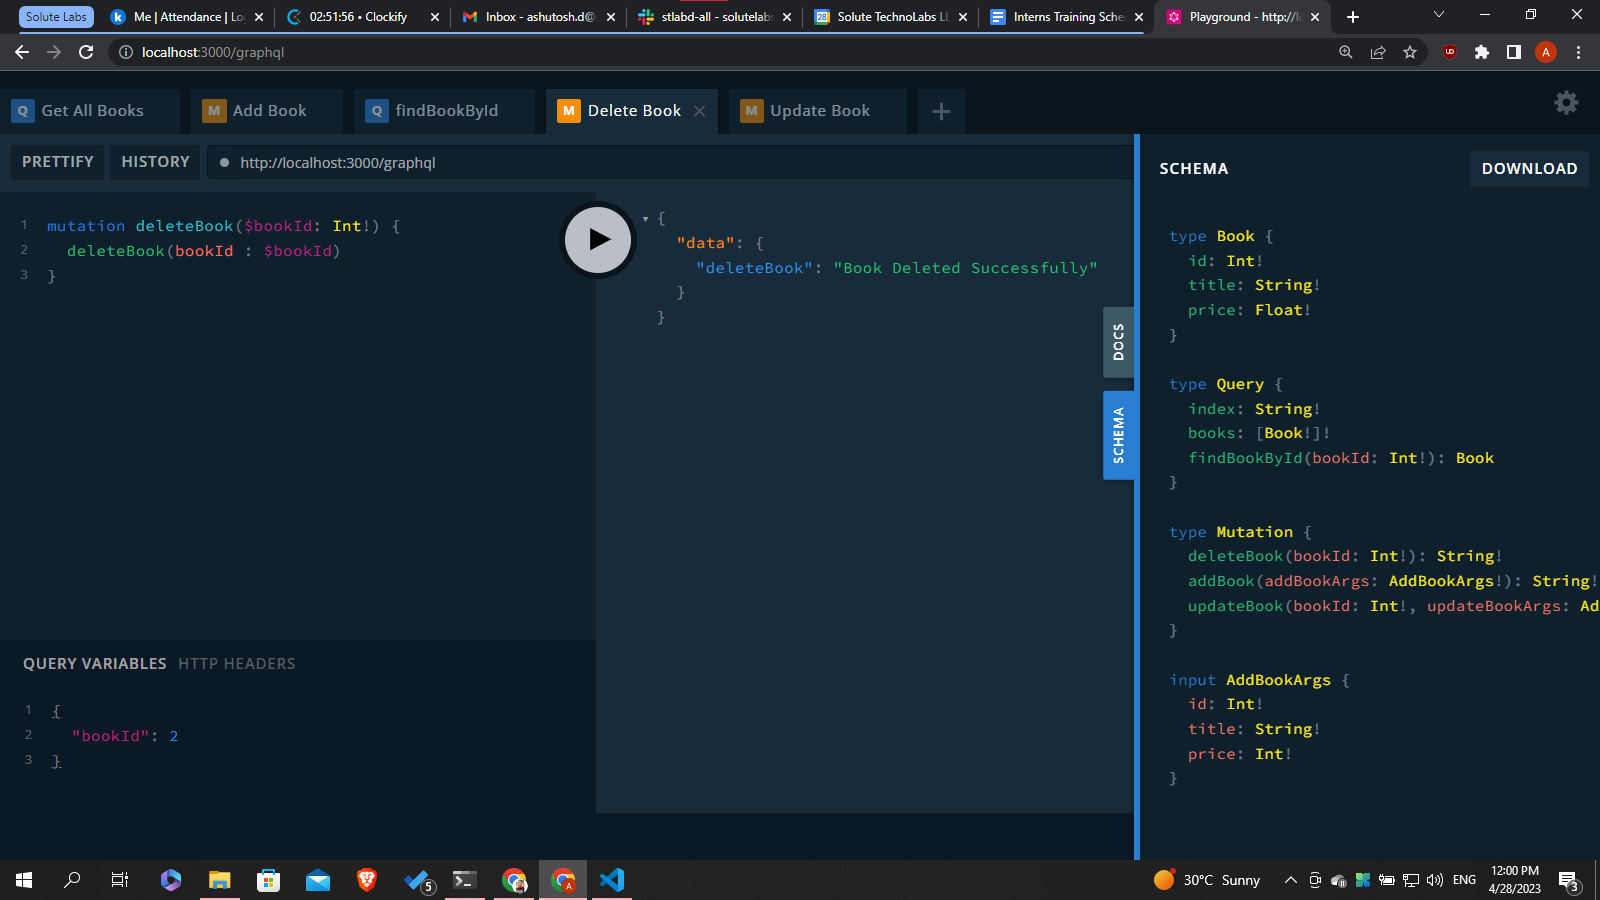 Solute Labs
Me | Attendance | Lo
02:51:56 • Clockify
Inbox - ashutosh.d@
stlabd-all - solutelabs
28
Solute TechnoLabs LL
Interns Training Sche
Playground - http://lo
localhost:3000/graphql
A
Q Get All Books
M Add Book
Q findBookById
M Delete Book
M Update Book
PRETTIFY
HISTORY
http://localhost:3000/graphql
1 mutation deleteBook($bookId: Int!) {
2 deleteBook(bookId : $bookId)
3 }
{
"data": {
"deleteBook": "Book Deleted Successfully"
}
}
DOCS
SCHEMA
SCHEMA
DOWNLOAD
type Book {
id: Int!
title: String!
price: Float!
}
type Query {
index: String!
books: [Book!]!
findBookById(bookId: Int!): Book
}
type Mutation {
deleteBook(bookId: Int!): String!
addBook(addBookArgs: AddBookArgs!): String!
updateBook(bookId: Int!, updateBookArgs: Ad
}
input AddBookArgs {
id: Int!
title: String!
price: Int!
}
QUERY VARIABLES HTTP HEADERS
1 {
2 "bookId": 2
3 }
5
A
30°C Sunny
ENG
12:00 PM
4/28/2023
3